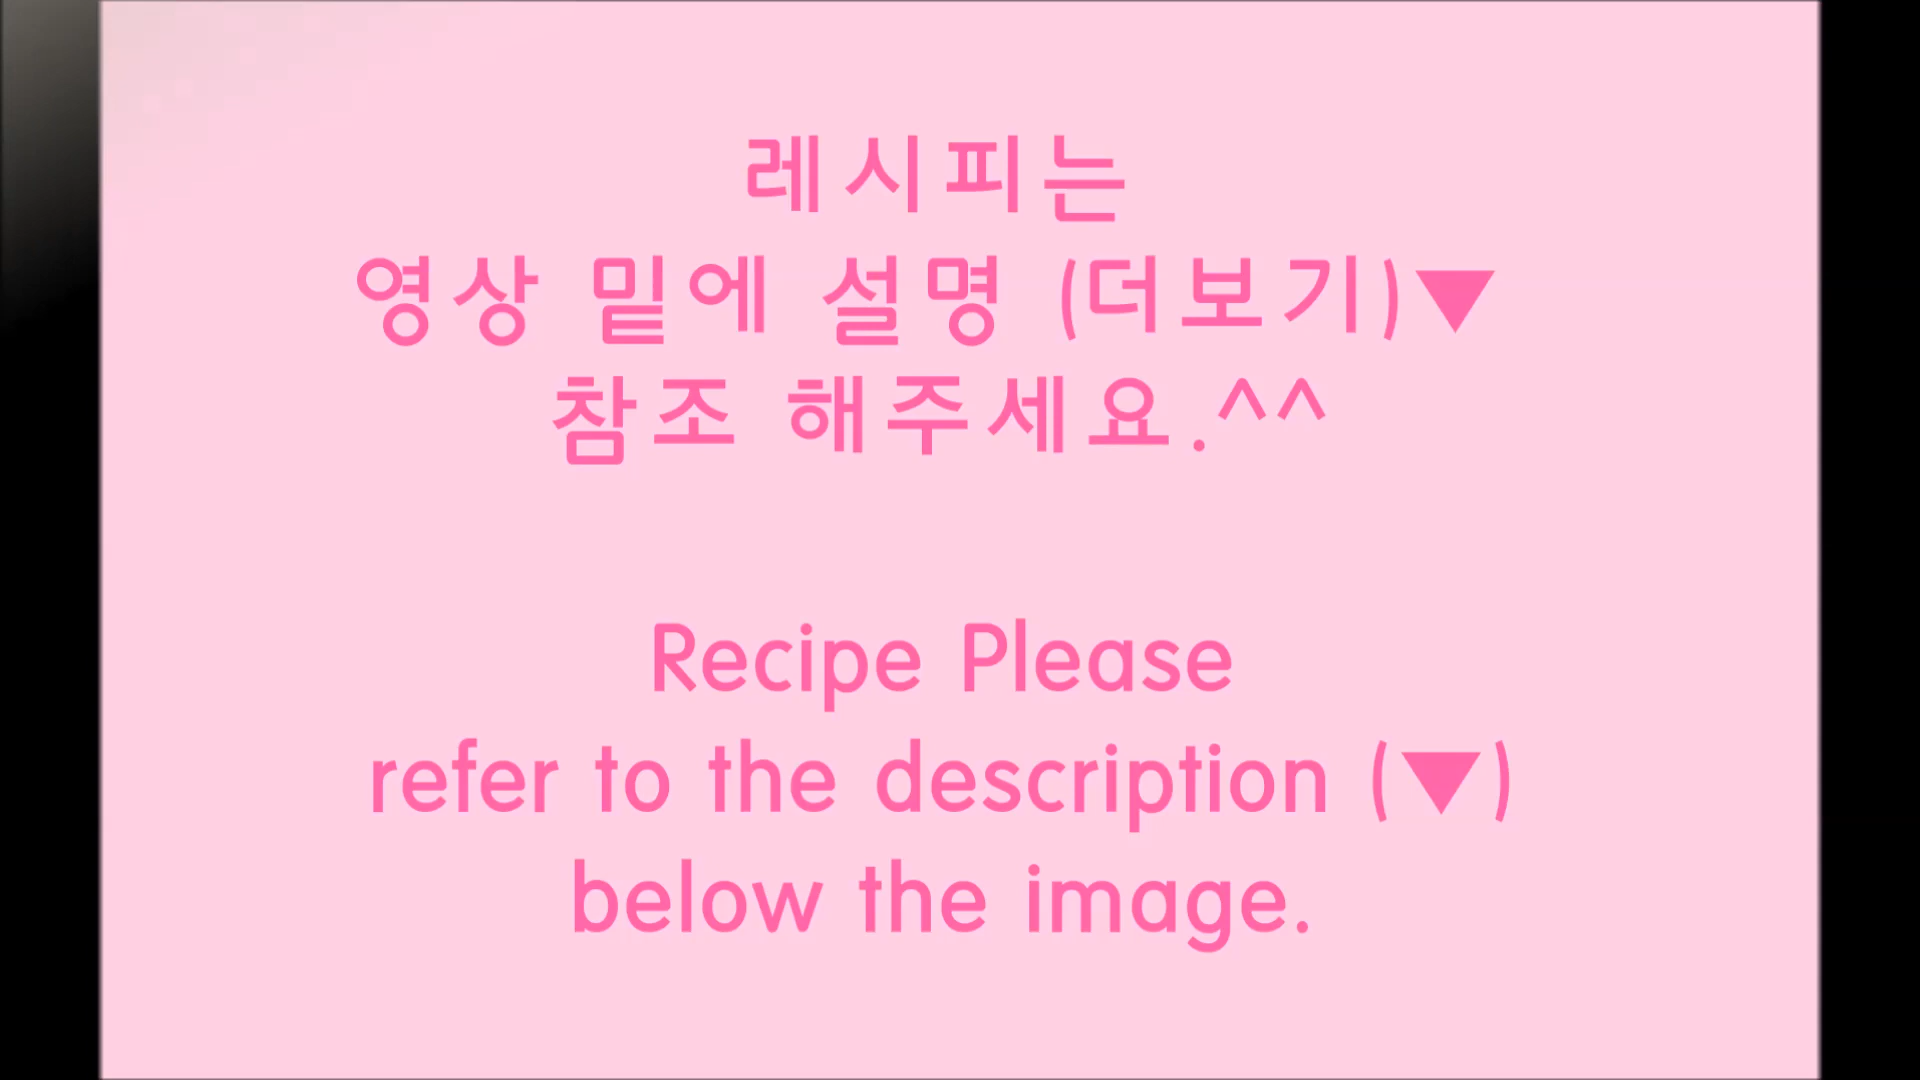 레시피는
영상 밑에 설명 (더보기)▼
참조 해주세요.^^
Recipe Please
refer to the description (▼)
below the image.